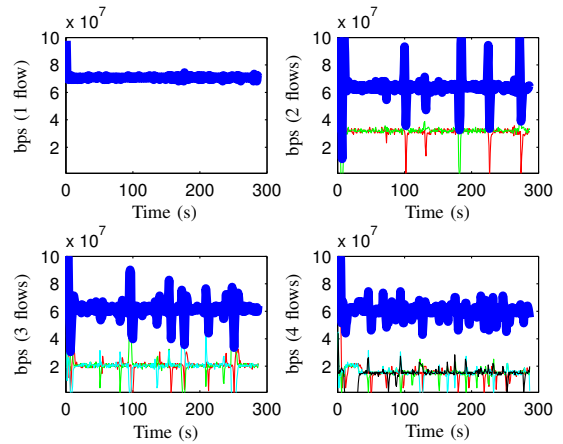 x 10^7
10
8
6
4
2
bps (1 flow)
0 100 200 300
Time (s)
x 10^7
10
8
6
4
2
bps (2 flows)
0 100 200 300
Time (s)
x 10^7
10
8
6
4
2
bps (3 flows)
0 100 200 300
Time (s)
x 10^7
10
8
6
4
2
bps (4 flows)
0 100 200 300
Time (s)